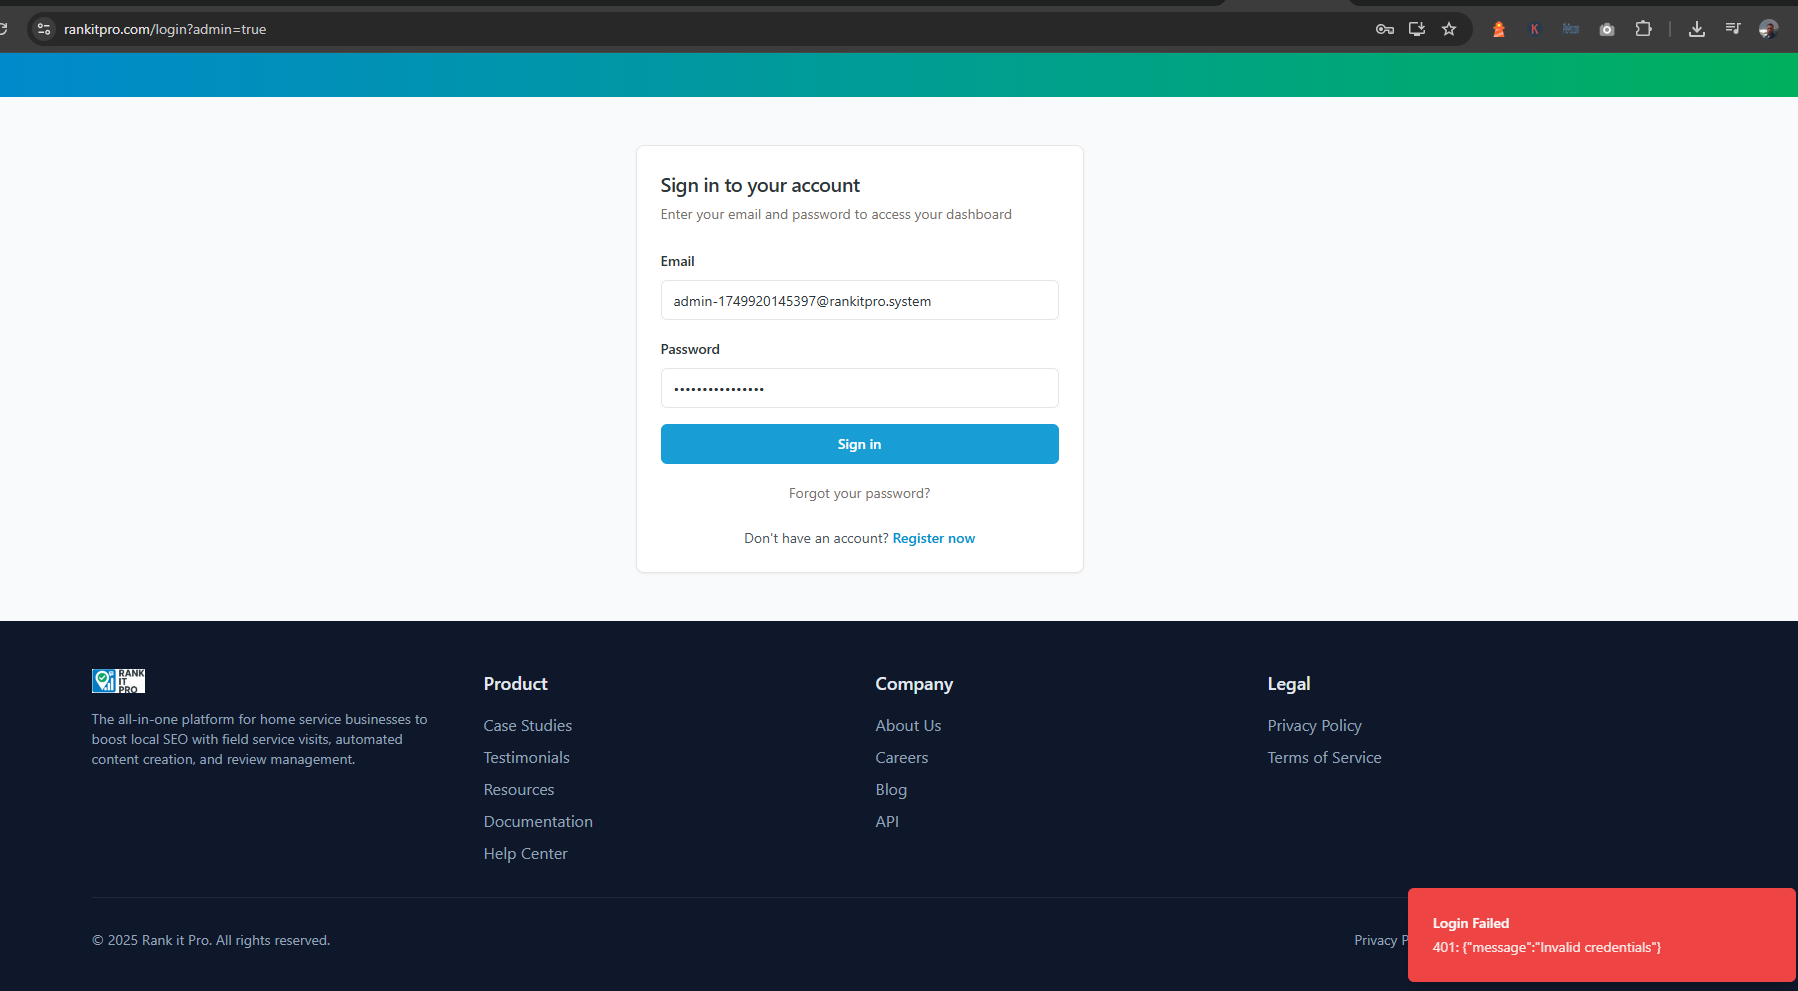 rankitpro.com/login?admin=true
K
Sign in to your account
Enter your email and password to access your dashboard
Email
admin-1749920145397@rankitpro.system
Password
••••••••••••••••
Sign in
Forgot your password?
Don't have an account? Register now
RANK
IT
PRO
The all-in-one platform for home service businesses to
boost local SEO with field service visits, automated
content creation, and review management.
Product
Case Studies
Testimonials
Resources
Documentation
Help Center
Company
About Us
Careers
Blog
API
Legal
Privacy Policy
Terms of Service
© 2025 Rank it Pro. All rights reserved.
Privacy P
Login Failed
401: {"message":"Invalid credentials"}